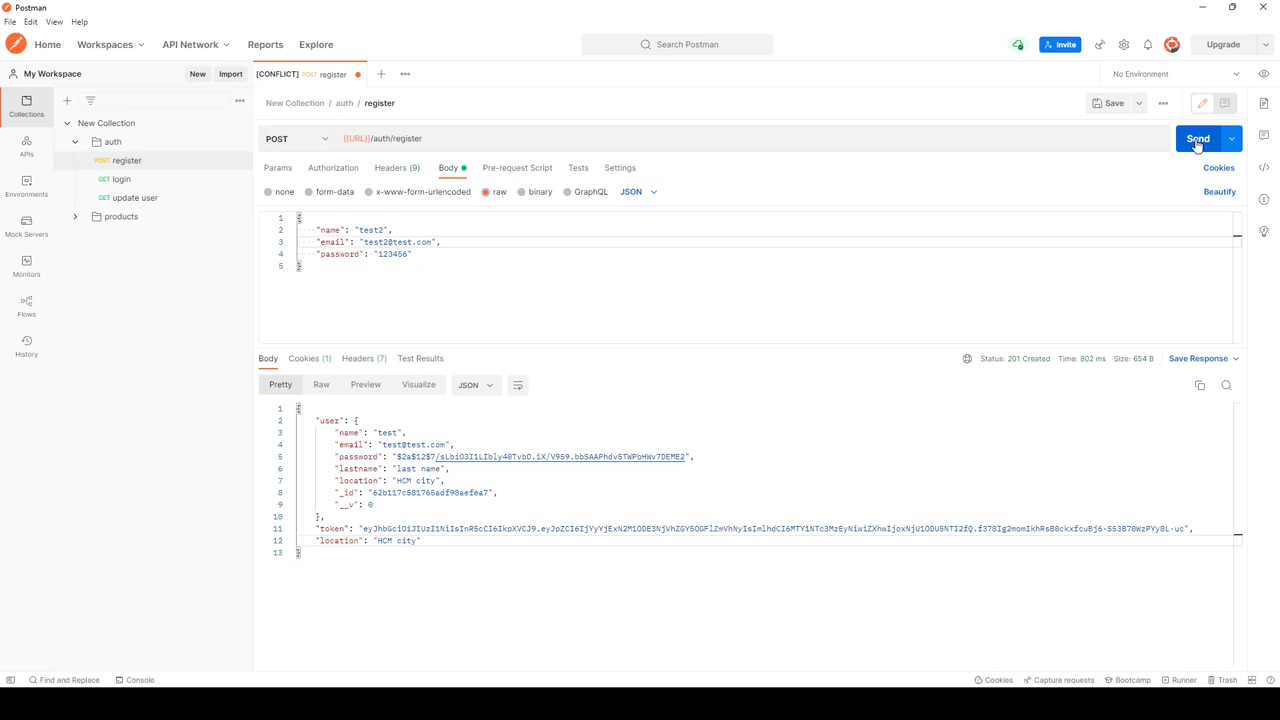 Postman
File Edit View Help
Home Workspaces API Network Reports Explore Search Postman Invite Upgrade
My Workspace New Import [CONFLICT] POST register No Environment
Collections
APIs
Environments
Mock Servers
Monitors
Flows
History
New Collection
auth
POST register
GET login
GET update user
products
New Collection / auth / register Save
POST {{URL}}/auth/register Send
Params Authorization Headers (9) Body Pre-request Script Tests Settings Cookies
none form-data x-www-form-urlencoded raw binary GraphQL JSON Beautify
1 {
2 "name": "test2",
3 "email": "test2@test.com",
4 "password": "123456"
5 }
Body Cookies (1) Headers (7) Test Results Status: 201 Created Time: 802 ms Size: 654 B Save Response
Pretty Raw Preview Visualize JSON
1 {
2 "user": {
3 "name": "test",
4 "email": "test@test.com",
5 "password":
6 "lastname": "last name",
7 "location": "HCM city",
8 "_id": "62b117c581765adf98aefea7",
9 "__v": 0
10 },
11 "token":
12 "location": "HCM city"
13 }
Find and Replace Console Cookies Capture requests Bootcamp Runner Trash